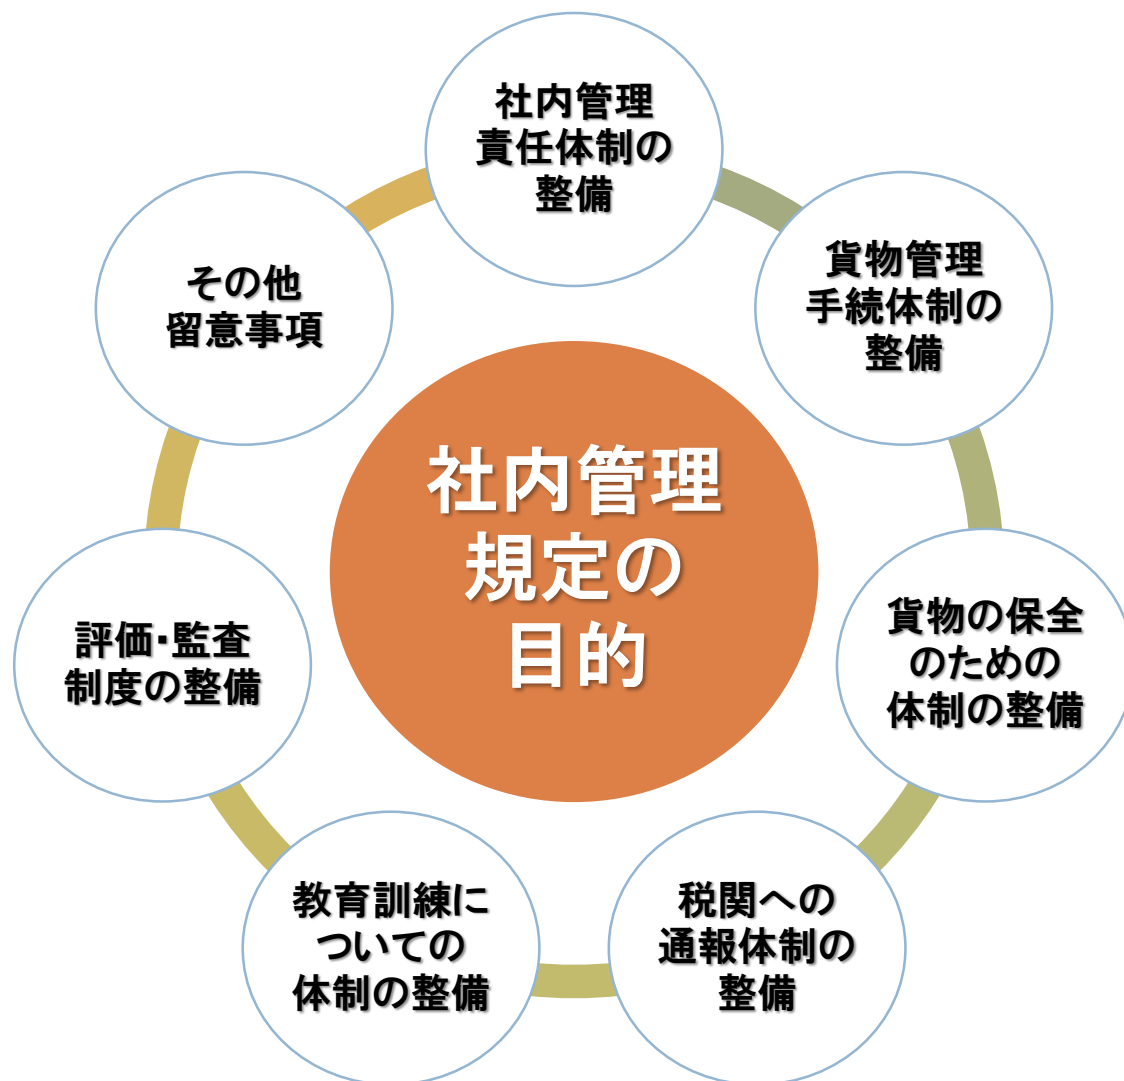 社内管理
責任体制の
整備
貨物管理
手続体制の
整備
貨物の保全
のための
体制の整備
税関への
通報体制の
整備
教育訓練に
ついての
体制の整備
評価・監査
制度の整備
その他
留意事項
社内管理
規定の
目的